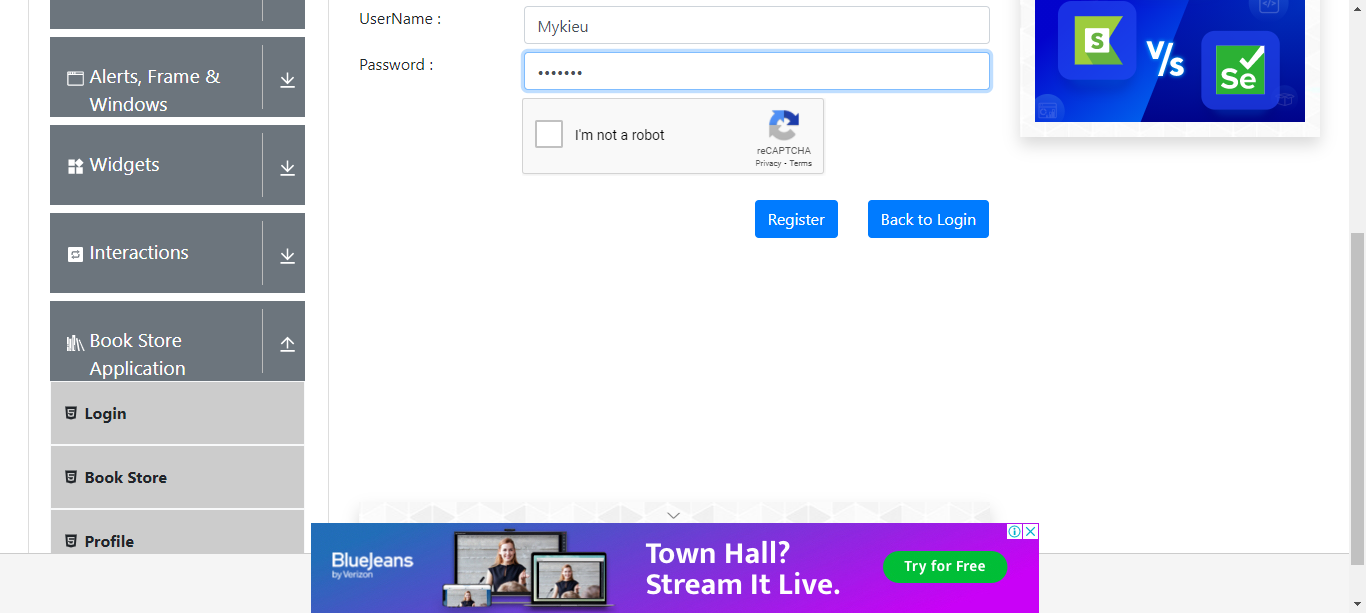 UserName :
Mykieu
Password :
•••••••
I'm not a robot
reCAPTCHA
Privacy - Terms
Register
Back to Login
Alerts, Frame &
Windows
Widgets
Interactions
Book Store
Application
Login
Book Store
Profile
S
V/s
Se
BlueJeans
by Verizon
Town Hall?
Stream It Live.
Try for Free